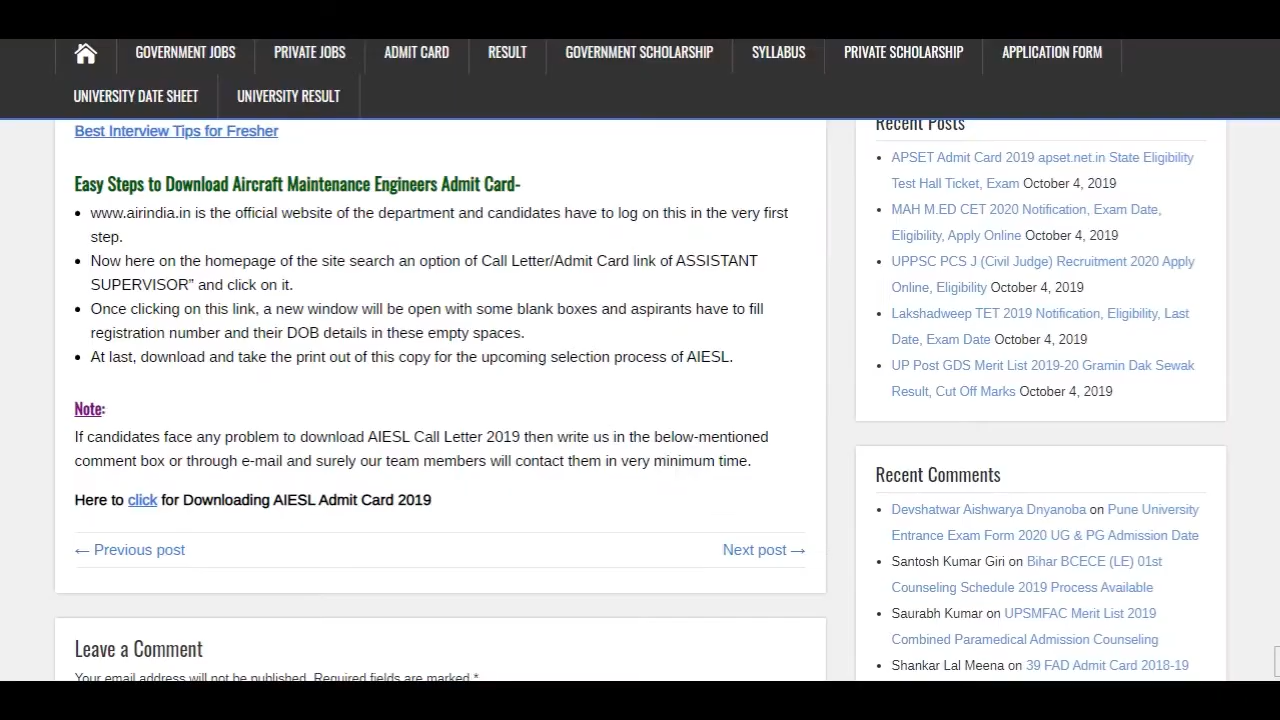 GOVERNMENT JOBS PRIVATE JOBS ADMIT CARD RESULT GOVERNMENT SCHOLARSHIP SYLLABUS PRIVATE SCHOLARSHIP APPLICATION FORM
UNIVERSITY DATE SHEET UNIVERSITY RESULT
Best Interview Tips for Fresher
Easy Steps to Download Aircraft Maintenance Engineers Admit Card-
www.airindia.in is the official website of the department and candidates have to log on this in the very first
step.
Now here on the homepage of the site search an option of Call Letter/Admit Card link of ASSISTANT
SUPERVISOR” and click on it.
Once clicking on this link, a new window will be open with some blank boxes and aspirants have to fill
registration number and their DOB details in these empty spaces.
At last, download and take the print out of this copy for the upcoming selection process of AIESL.
Note:
If candidates face any problem to download AIESL Call Letter 2019 then write us in the below-mentioned
comment box or through e-mail and surely our team members will contact them in very minimum time.
Here to click for Downloading AIESL Admit Card 2019
← Previous post
Next post →
Leave a Comment
Your email address will not be published. Required fields are marked *
Recent Posts
APSET Admit Card 2019 apset.net.in State Eligibility
Test Hall Ticket, Exam October 4, 2019
MAH M.ED CET 2020 Notification, Exam Date,
Eligibility, Apply Online October 4, 2019
UPPSC PCS J (Civil Judge) Recruitment 2020 Apply
Online, Eligibility October 4, 2019
Lakshadweep TET 2019 Notification, Eligibility, Last
Date, Exam Date October 4, 2019
UP Post GDS Merit List 2019-20 Gramin Dak Sewak
Result, Cut Off Marks October 4, 2019
Recent Comments
Devshatwar Aishwarya Dnyanoba on Pune University
Entrance Exam Form 2020 UG & PG Admission Date
Santosh Kumar Giri on Bihar BCECE (LE) 01st
Counseling Schedule 2019 Process Available
Saurabh Kumar on UPSMFAC Merit List 2019
Combined Paramedical Admission Counseling
Shankar Lal Meena on 39 FAD Admit Card 2018-19